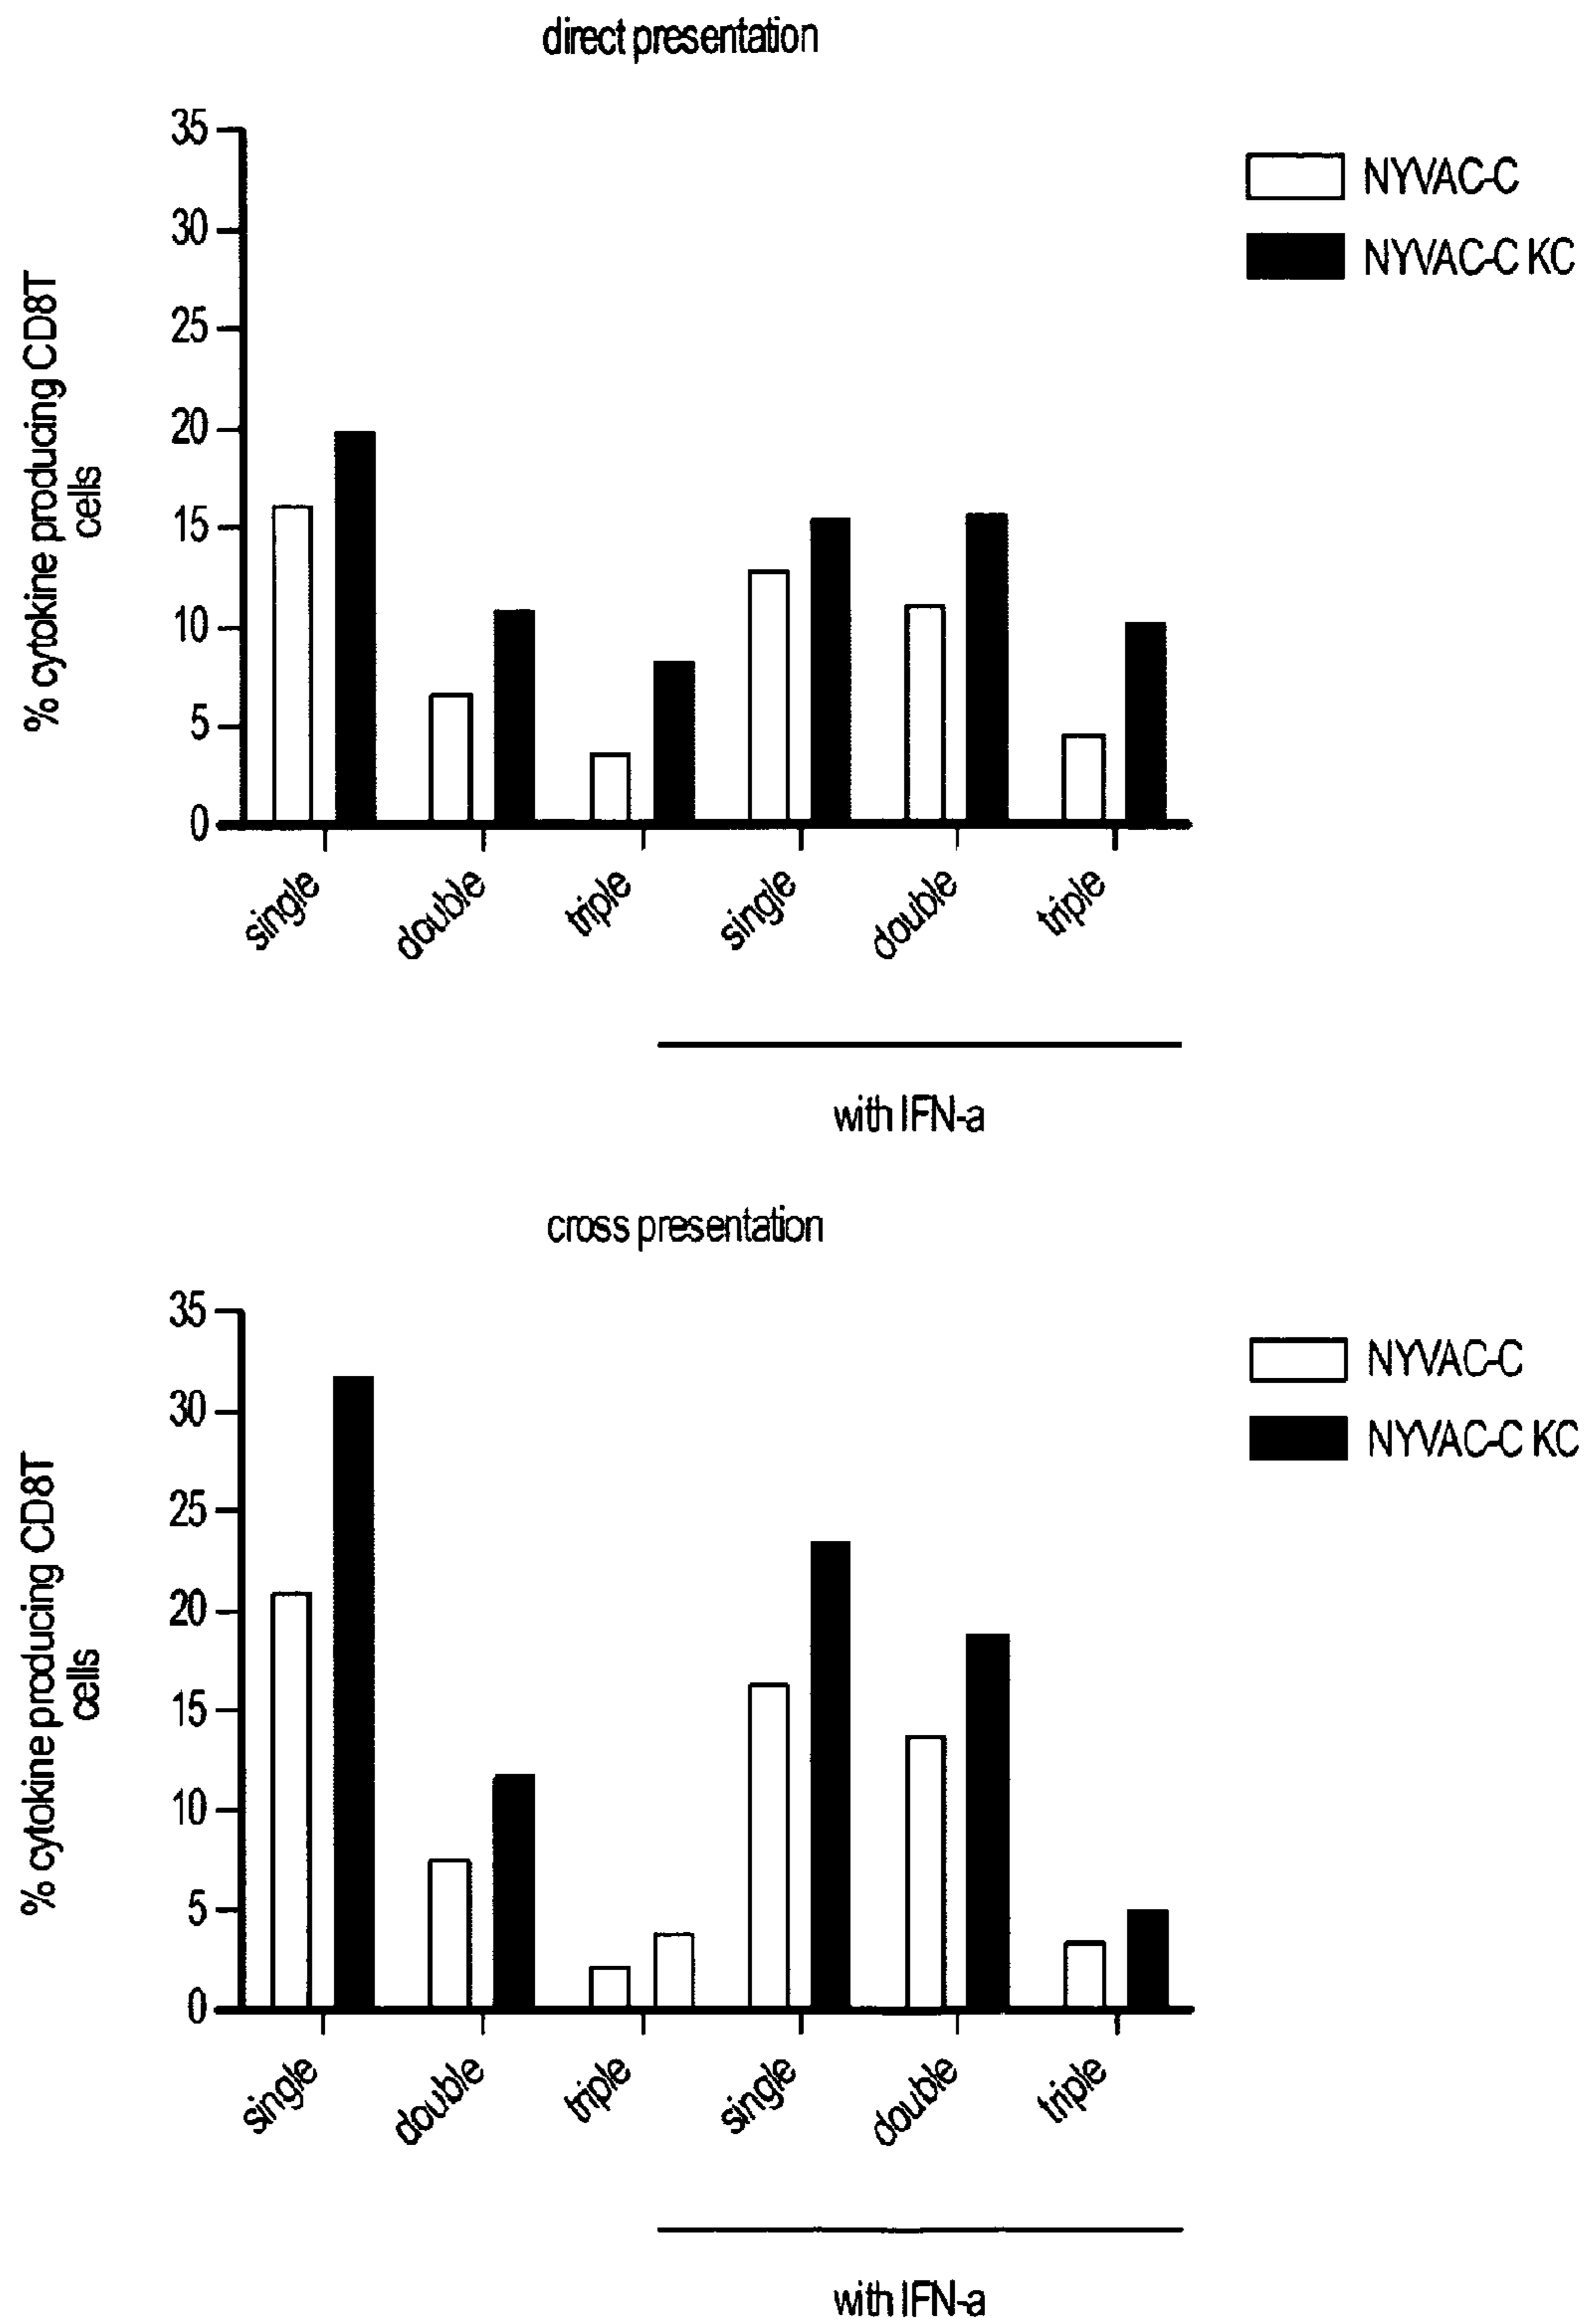 direct presentation
35
30
25
20
15
10
5
0
% cytokine producing CD8T
cells
NYVAC-C
NYVAC-C KC
single
double
triple
single
double
triple
with IFN-a
cross presentation
35
30
25
20
15
10
5
0
% cytokine producing CD8T
cells
NYVAC-C
NYVAC-C KC
single
double
triple
single
double
triple
with IFN-a